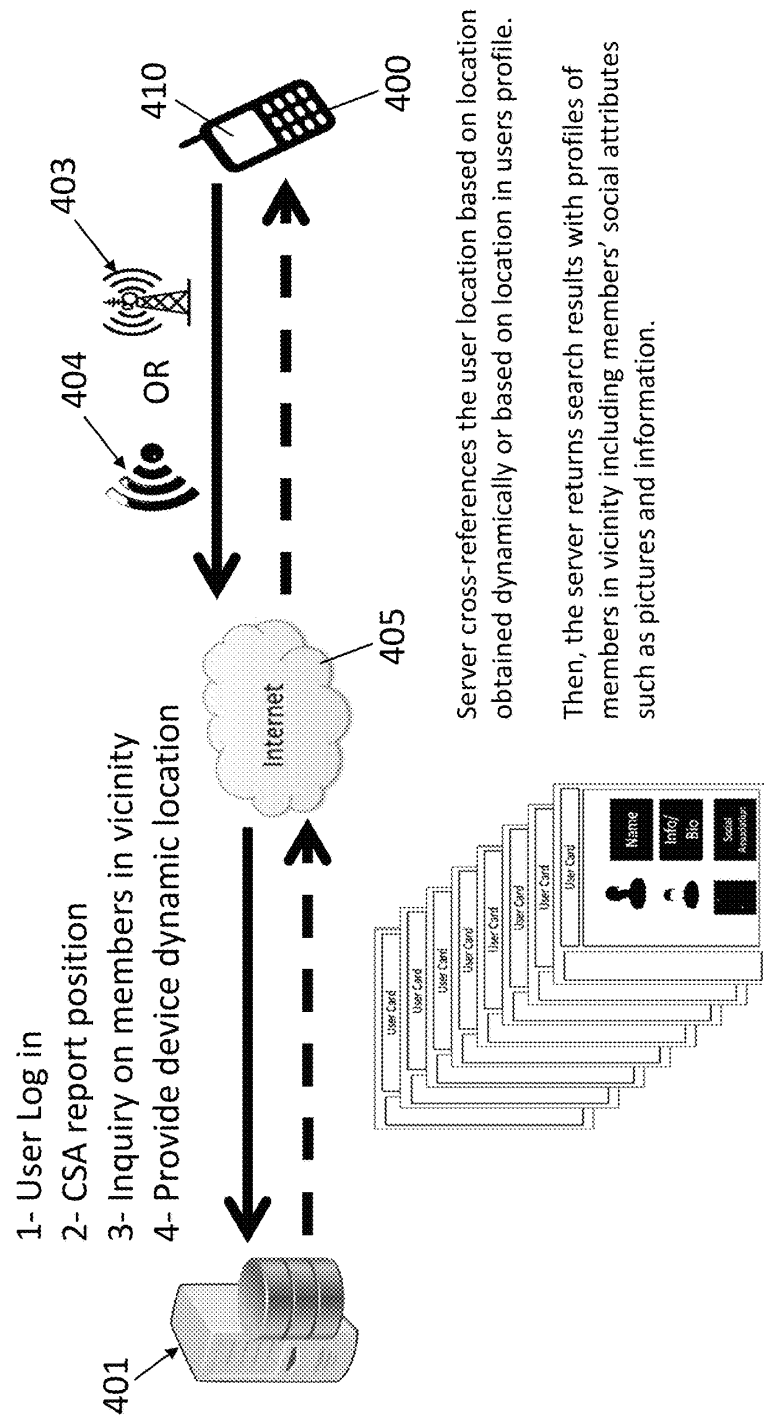 1- User Log in
2- CSA report position
3- Inquiry on members in vicinity
4- Provide device dynamic location
401
Internet
405
404
OR
403
410
400
User Card
User Card
User Card
User Card
User Card
User Card
User Card
User Card
Name
Info/
Bio
Social
Association
Server cross-references the user location based on location
obtained dynamically or based on location in users profile.
Then, the server returns search results with profiles of
members in vicinity including members' social attributes
such as pictures and information.